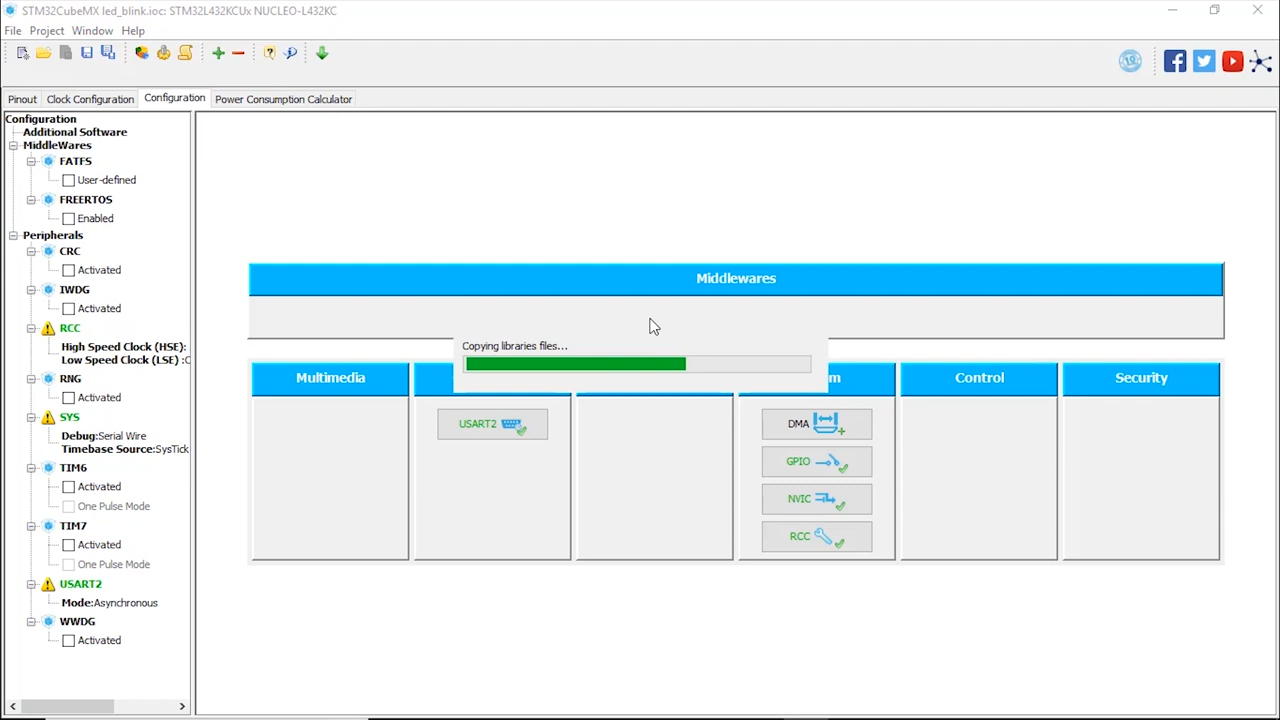 STM32CubeMX led_blink.ioc: STM32L432KCUx NUCLEO-L432KC
File Project Window Help
19
Pinout Clock Configuration Configuration Power Consumption Calculator
Configuration
Additional Software
MiddleWares
FATFS
User-defined
FREERTOS
Enabled
Peripherals
CRC
Activated
IWDG
Activated
RCC
High Speed Clock (HSE):
Low Speed Clock (LSE) :
RNG
Activated
SYS
Debug:Serial Wire
Timebase Source:SysTick
TIM6
Activated
One Pulse Mode
TIM7
Activated
One Pulse Mode
USART2
Mode:Asynchronous
WWDG
Activated
Middlewares
Copying libraries files...
Multimedia
Control
Security
USART2
DMA
GPIO
NVIC
RCC